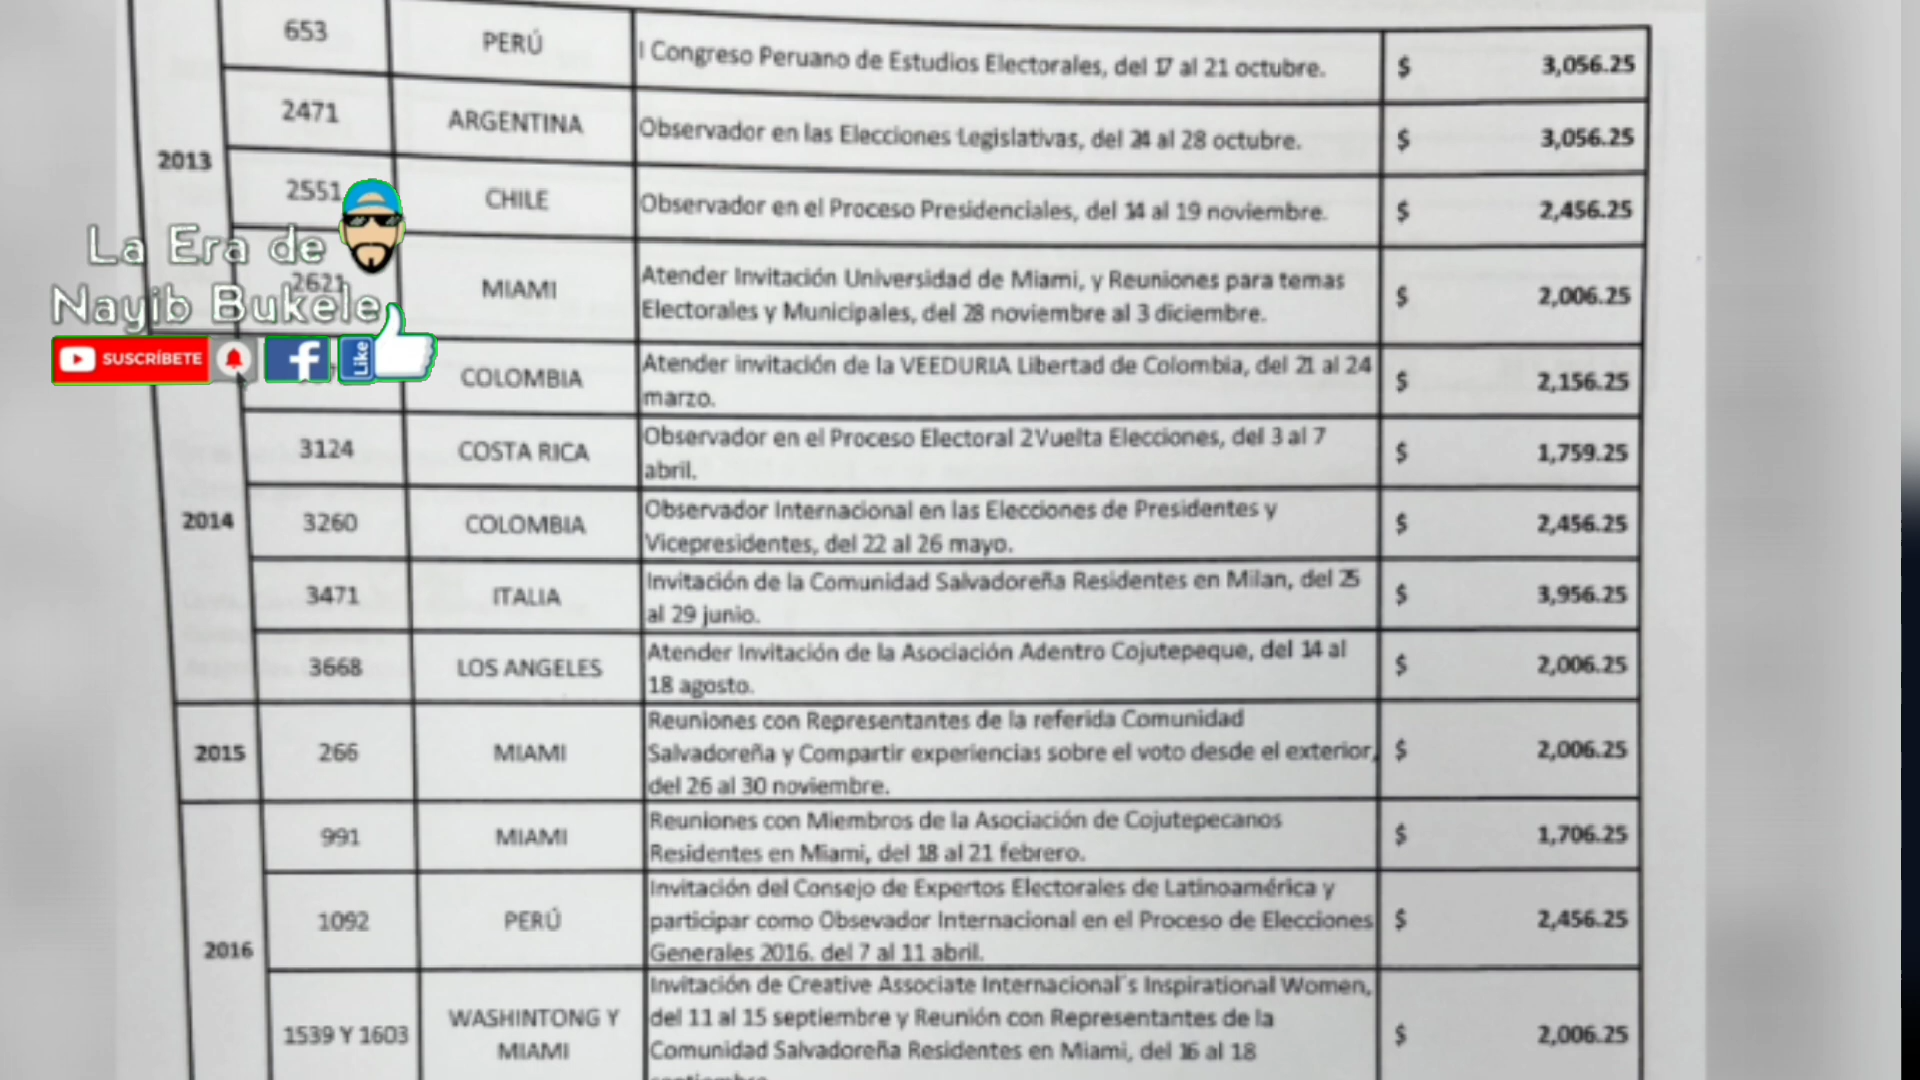 653 PERÚ I Congreso Peruano de Estudios Electorales, del 17 al 21 octubre. $ 3,056.25
2471 ARGENTINA Observador en las Elecciones Legislativas, del 24 al 28 octubre. $ 3,056.25
2013
2551 CHILE Observador en el Proceso Presidenciales, del 14 al 19 noviembre. $ 2,456.25
La Era de
Nayib Bukele
SUSCRÍBETE
f
Like
2621 MIAMI Atender Invitación Universidad de Miami, y Reuniones para temas
Electorales y Municipales, del 28 noviembre al 3 diciembre. $ 2,006.25
COLOMBIA Atender invitación de la VEEDURIA Libertad de Colombia, del 21 al 24
marzo. $ 2,156.25
3124 COSTA RICA Observador en el Proceso Electoral 2Vuelta Elecciones, del 3 al 7
abril. $ 1,759.25
2014
3260 COLOMBIA Observador Internacional en las Elecciones de Presidentes y
Vicepresidentes, del 22 al 26 mayo. $ 2,456.25
3471 ITALIA Invitación de la Comunidad Salvadoreña Residentes en Milan, del 25
al 29 junio. $ 3,956.25
3668 LOS ANGELES Atender Invitación de la Asociación Adentro Cojutepeque, del 14 al
18 agosto. $ 2,006.25
2015 266 MIAMI Reuniones con Representantes de la referida Comunidad
Salvadoreña y Compartir experiencias sobre el voto desde el exterior,
del 26 al 30 noviembre. $ 2,006.25
991 MIAMI Reuniones con Miembros de la Asociación de Cojutepecanos
Residentes en Miami, del 18 al 21 febrero. $ 1,706.25
2016
1092 PERÚ Invitación del Consejo de Expertos Electorales de Latinoamérica y
participar como Obsevador Internacional en el Proceso de Elecciones
Generales 2016. del 7 al 11 abril. $ 2,456.25
1539 Y 1603 WASHINTONG Y
MIAMI Invitación de Creative Associate Internacional´s Inspirational Women,
del 11 al 15 septiembre y Reunión con Representantes de la
Comunidad Salvadoreña Residentes en Miami, del 16 al 18 $ 2,006.25